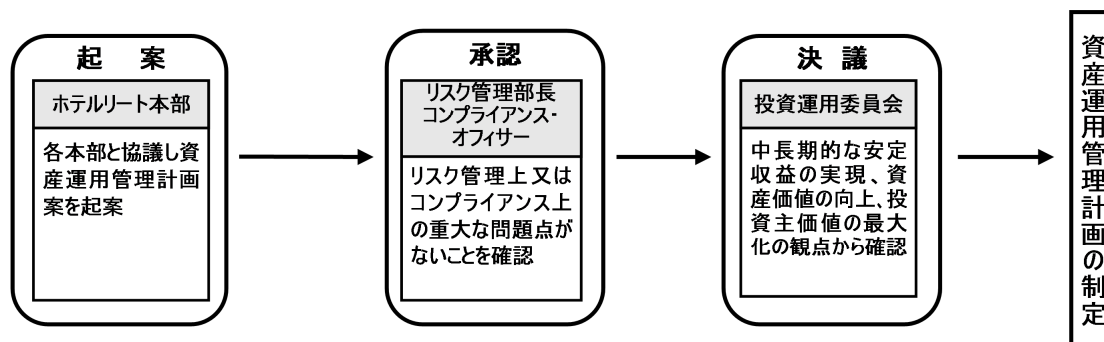 起 案
ホテルリート本部
各本部と協議し資
産運用管理計画
案を起案
承認
リスク管理部長
コンプライアンス・
オフィサー
リスク管理上又は
コンプライアンス上
の重大な問題点が
ないことを確認
決 議
投資運用委員会
中長期的な安定
収益の実現、資
産価値の向上、投
資主価値の最大
化の観点から確認
資産運用管理計画の制定